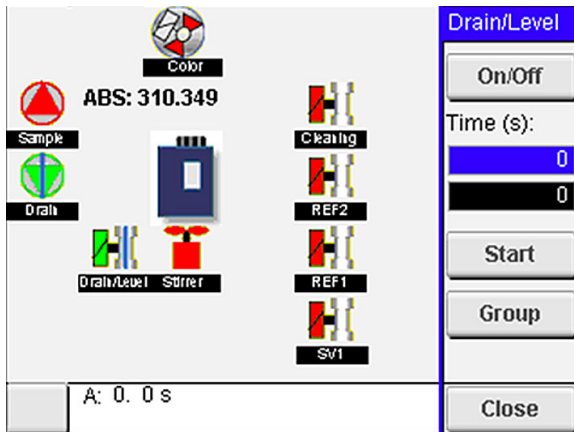 Drain/Level
Color
On/Off
ABS: 310.349
Time (s):
Sample
Cleaning
0
0
Drain
REF2
Start
Drain/Level
Stirrer
REF1
Group
SV1
A: 0. 0 s
Close